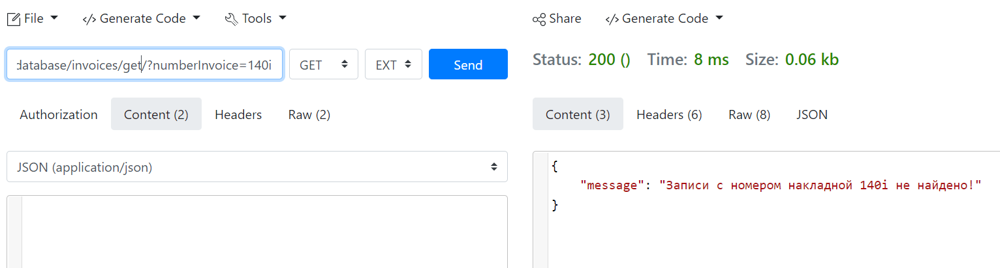 File
</> Generate Code
Tools
Share
</> Generate Code
database/invoices/get/?numberInvoice=140i
GET
EXT
Send
Status: 200 () Time: 8 ms Size: 0.06 kb
Authorization
Content (2)
Headers
Raw (2)
Content (3)
Headers (6)
Raw (8)
JSON
JSON (application/json)
{
"message": "Записи с номером накладной 140i не найдено!"
}